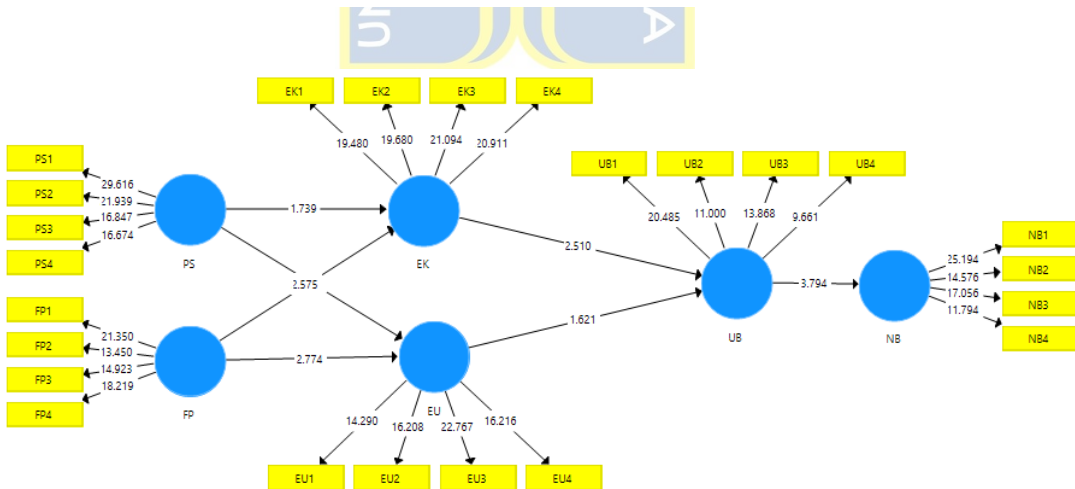 NU
A
EK1
EK2
EK3
EK4
19.480
19.680
21.094
20.911
PS1
PS2
PS3
PS4
29.616
21.939
16.847
16.674
PS
1.739
EK
UB1
UB2
UB3
UB4
20.485
11.000
13.868
9.661
2.510
2.575
FP1
FP2
FP3
FP4
21.350
13.450
14.923
18.219
FP
2.774
EU
1.621
UB
3.794
NB
NB1
NB2
NB3
NB4
25.194
14.576
17.056
11.794
14.290
16.208
22.767
16.216
EU1
EU2
EU3
EU4